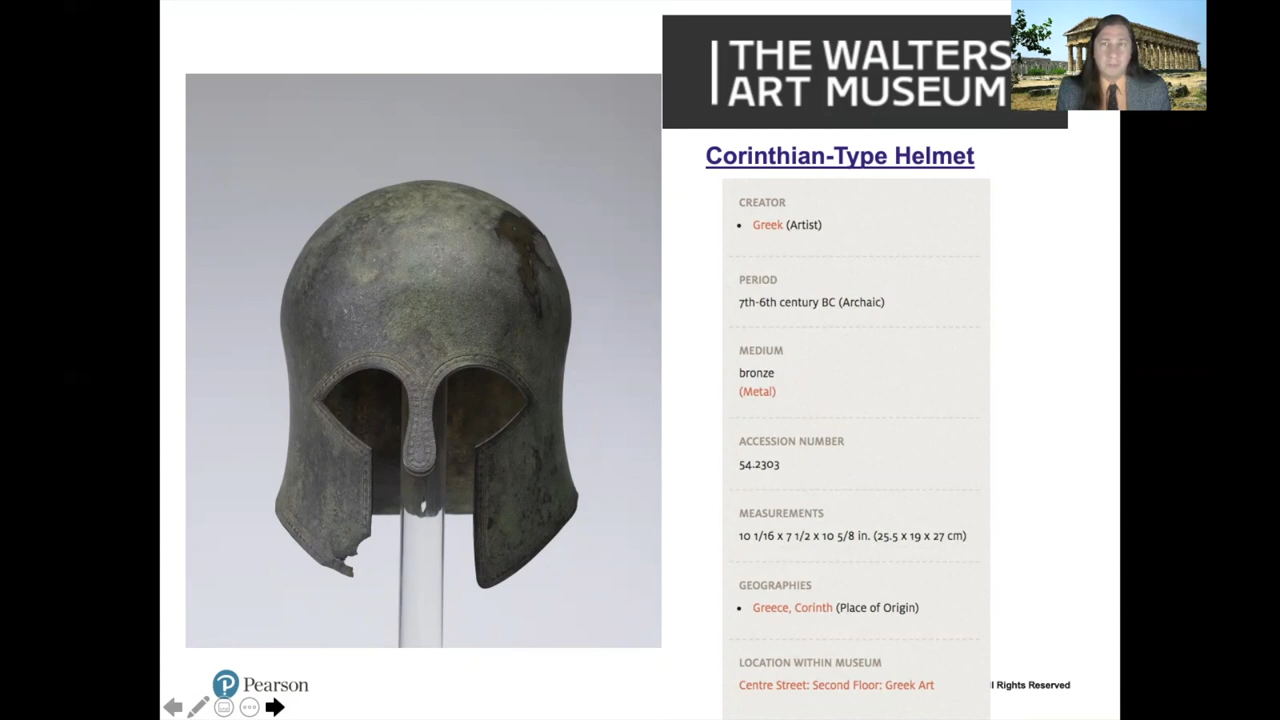 THE WALTERS
ART MUSEUM
Corinthian-Type Helmet
CREATOR
• Greek (Artist)
PERIOD
7th-6th century BC (Archaic)
MEDIUM
bronze
(Metal)
ACCESSION NUMBER
54.2303
MEASUREMENTS
10 1/16 x 7 1/2 x 10 5/8 in. (25.5 x 19 x 27 cm)
GEOGRAPHIES
• Greece, Corinth (Place of Origin)
LOCATION WITHIN MUSEUM
Centre Street: Second Floor: Greek Art
P Pearson
ll Rights Reserved